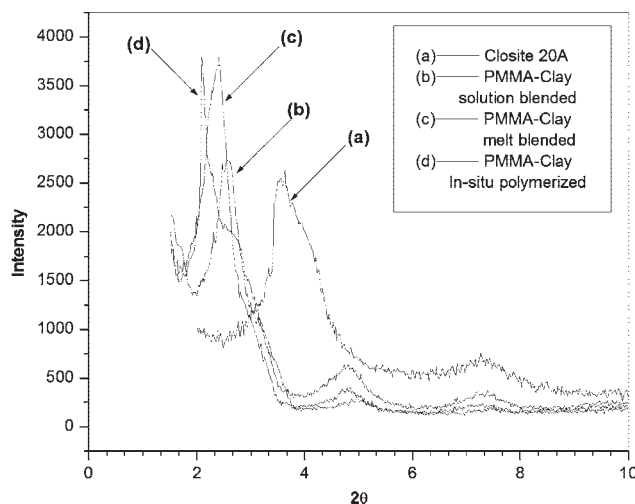 4000
3500
3000
2500
2000
1500
1000
500
0
Intensity
(d)
(c)
(b)
(a)
(a) Closite 20A
(b) PMMA-Clay
solution blended
(c) PMMA-Clay
melt blended
(d) PMMA-Clay
In-situ polymerized
0 2 4 6 8 10
2θ